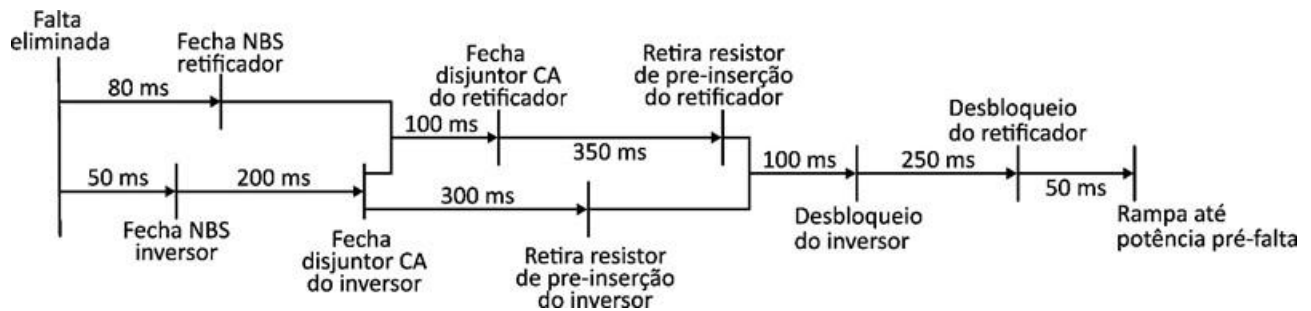 Falta
eliminada
Fecha NBS
retificador
80 ms
50 ms
Fecha NBS
inversor
200 ms
Fecha
disjuntor CA
do inversor
100 ms
Fecha
disjuntor CA
do retificador
350 ms
Retira resistor
de pre-inserção
do retificador
300 ms
Retira resistor
de pre-inserção
do inversor
100 ms
Desbloqueio
do inversor
250 ms
Desbloqueio
do retificador
50 ms
Rampa até
potência pré-falta